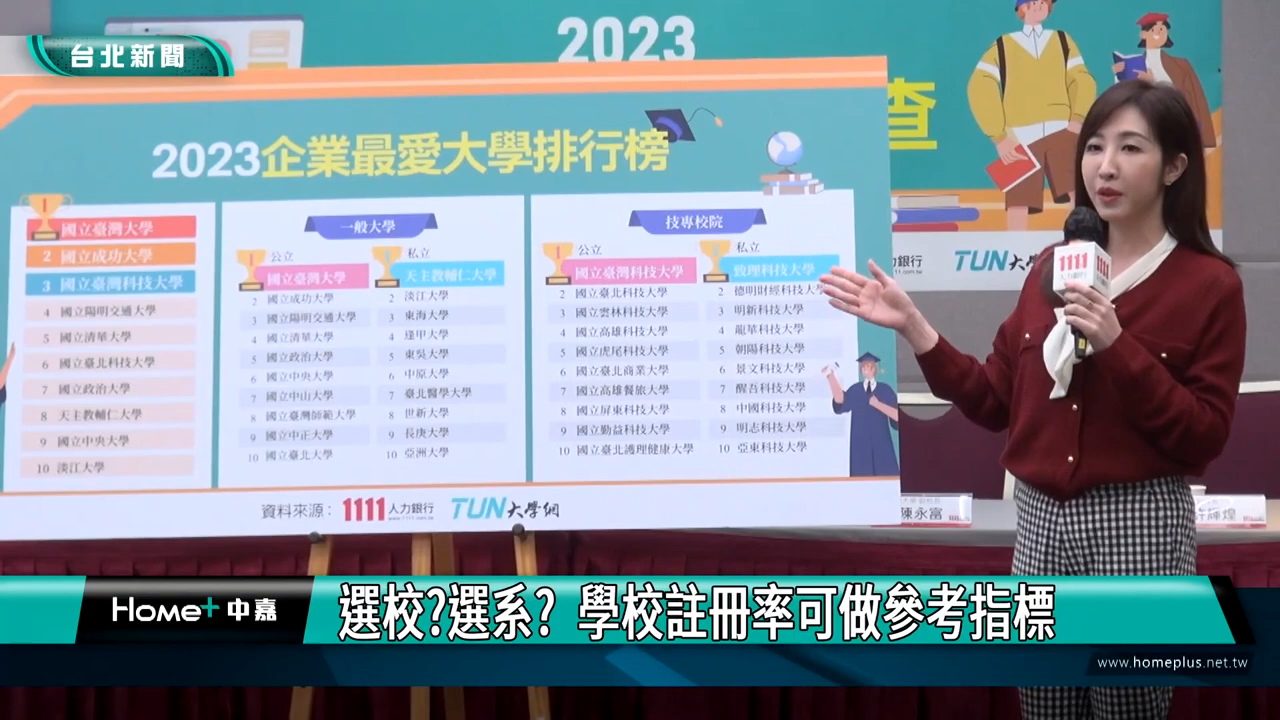 台北新聞
2023
查
2023企業最愛大學排行榜
1 國立臺灣大學
2 國立成功大學
3 國立臺灣科技大學
4 國立陽明交通大學
5 國立清華大學
6 國立臺北科技大學
7 國立政治大學
8 天主教輔仁大學
9 國立中央大學
10 淡江大學
一般大學
公立
1 國立臺灣大學
2 國立成功大學
3 國立陽明交通大學
4 國立清華大學
5 國立政治大學
6 國立中央大學
7 國立中山大學
8 國立臺灣師範大學
9 國立中正大學
10 國立臺北大學
私立
1 天主教輔仁大學
2 淡江大學
3 東海大學
4 逢甲大學
5 東吳大學
6 中原大學
7 臺北醫學大學
8 世新大學
9 長庚大學
10 亞洲大學
技專校院
公立
1 國立臺灣科技大學
2 國立臺北科技大學
3 國立雲林科技大學
4 國立高雄科技大學
5 國立虎尾科技大學
6 國立臺北商業大學
7 國立高雄餐旅大學
8 國立屏東科技大學
9 國立勤益科技大學
10 國立臺北護理健康大學
私立
1 致理科技大學
2 德明財經科技大學
3 明新科技大學
4 龍華科技大學
5 朝陽科技大學
6 景文科技大學
7 醒吾科技大學
8 中國科技大學
9 明志科技大學
10 亞東科技大學
資料來源：1111人力銀行 TUN大學網
www.1111.com.tw
力銀行 TUN大
1111
人力銀行
陳永富
許輝煌
Home+中嘉
選校?選系? 學校註冊率可做參考指標
www.homeplus.net.tw